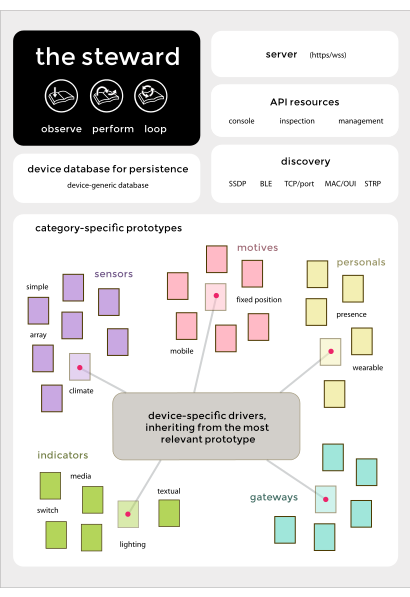 the steward
observe perform loop
server (https/wss)
API resources
console inspection management
device database for persistence
device-generic database
discovery
SSDP BLE TCP/port MAC/OUI STRP
category-specific prototypes
motives
personals
sensors
simple
fixed position
presence
array
mobile
wearable
climate
device-specific drivers,
inheriting from the most
relevant prototype
indicators
media
textual
gateways
switch
lighting